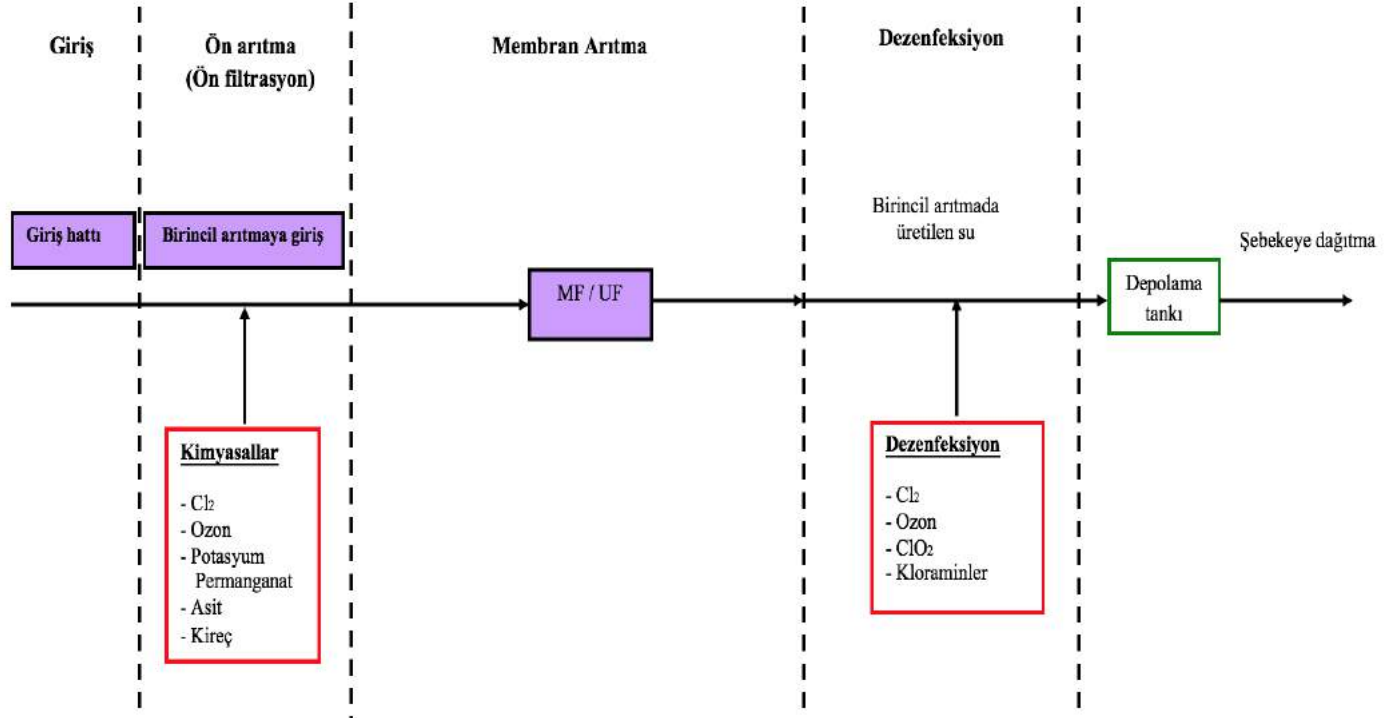 Giriş
Ön arıtma
(Ön filtrasyon)
Membran Arıtma
Dezenfeksiyon
Giriş hattı
Birincil arıtmaya giriş
MF / UF
Birincil arıtmada
üretilen su
Depolama
tankı
Şebekeye dağıtma
Kimyasallar
- Cl₂
- Ozon
- Potasyum
Permanganat
- Asit
- Kireç
Dezenfeksiyon
- Cl₂
- Ozon
- ClO₂
- Kloraminler